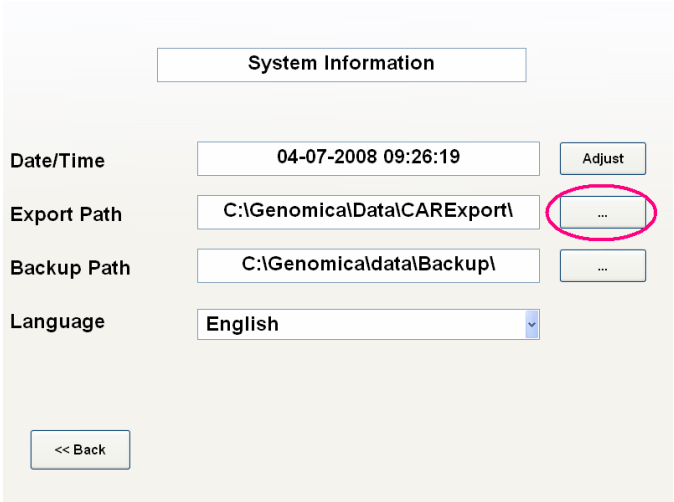 System Information
Date/Time 04-07-2008 09:26:19 Adjust
Export Path C:\Genomica\Data\CARExport\ ...
Backup Path C:\Genomica\data\Backup\ ...
Language English
<< Back